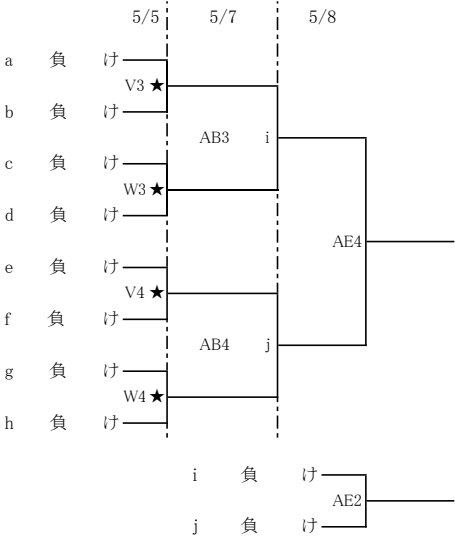 5/5 5/7 5/8
a 負け
V3 ★
b 負け
AB3 i
c 負け
W3 ★
d 負け
AE4
e 負け
V4 ★
f 負け
AB4 j
g 負け
W4 ★
h 負け
i 負け
AE2
j 負け